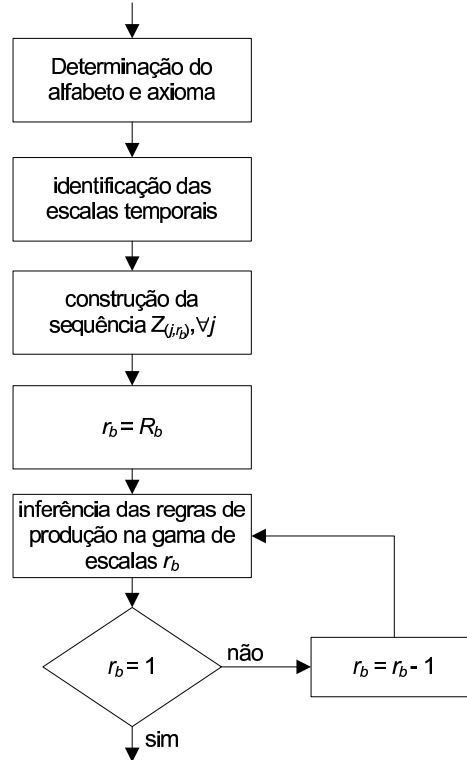 Determinação do
alfabeto e axioma
identificação das
escalas temporais
construção da
sequência Z(j,rb),∀j
rb = Rb
inferência das regras de
produção na gama de
escalas rb
rb = 1
não
rb = rb - 1
sim